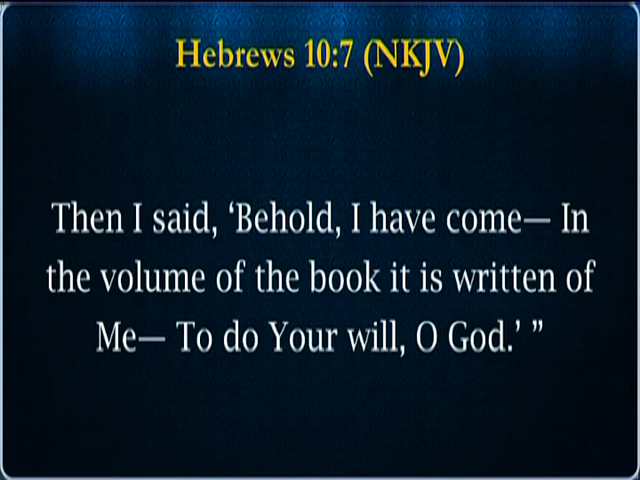 Hebrews 10:7 (NKJV)
Then I said, ‘Behold, I have come— In
the volume of the book it is written of
Me— To do Your will, O God.’ ”